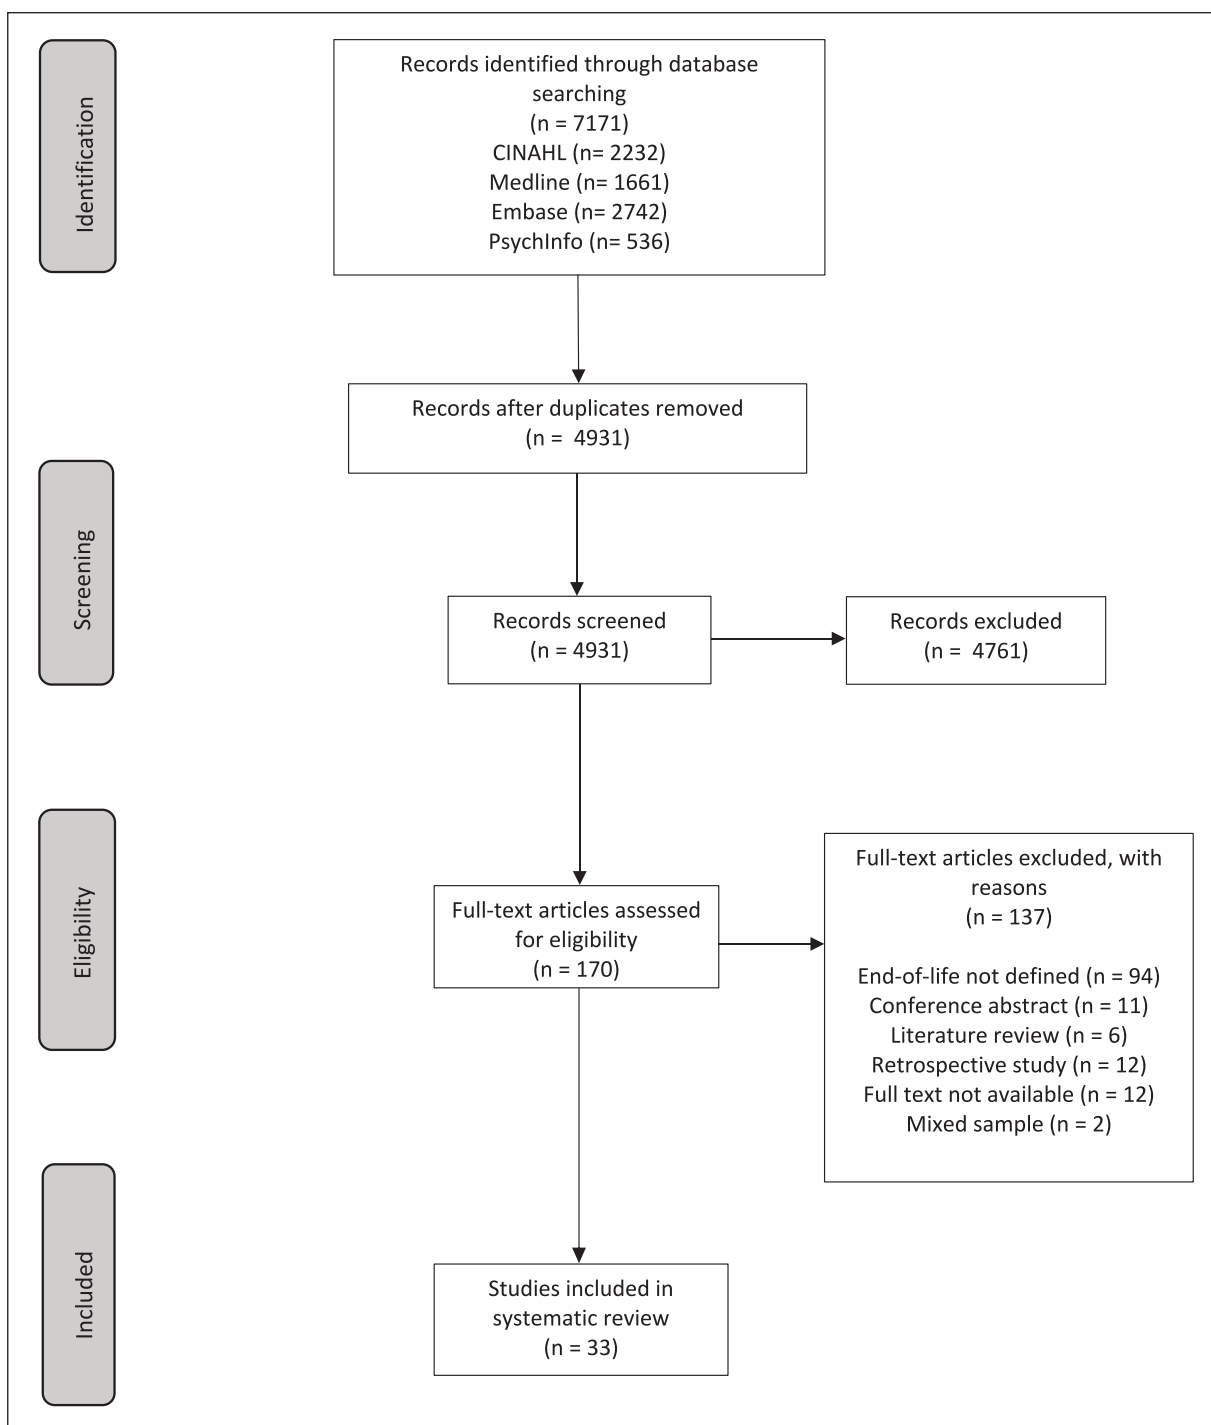 Identification
Records identified through database
searching
(n = 7171)
CINAHL (n= 2232)
Medline (n= 1661)
Embase (n= 2742)
PsychInfo (n= 536)
Records after duplicates removed
(n =  4931)
Screening
Records screened
(n = 4931)
Records excluded
(n =  4761)
Eligibility
Full-text articles assessed
for eligibility
(n = 170)
Full-text articles excluded, with
reasons
(n = 137)
End-of-life not defined (n = 94)
Conference abstract (n = 11)
Literature review (n = 6)
Retrospective study (n = 12)
Full text not available (n = 12)
Mixed sample (n = 2)
Included
Studies included in
systematic review
(n = 33)